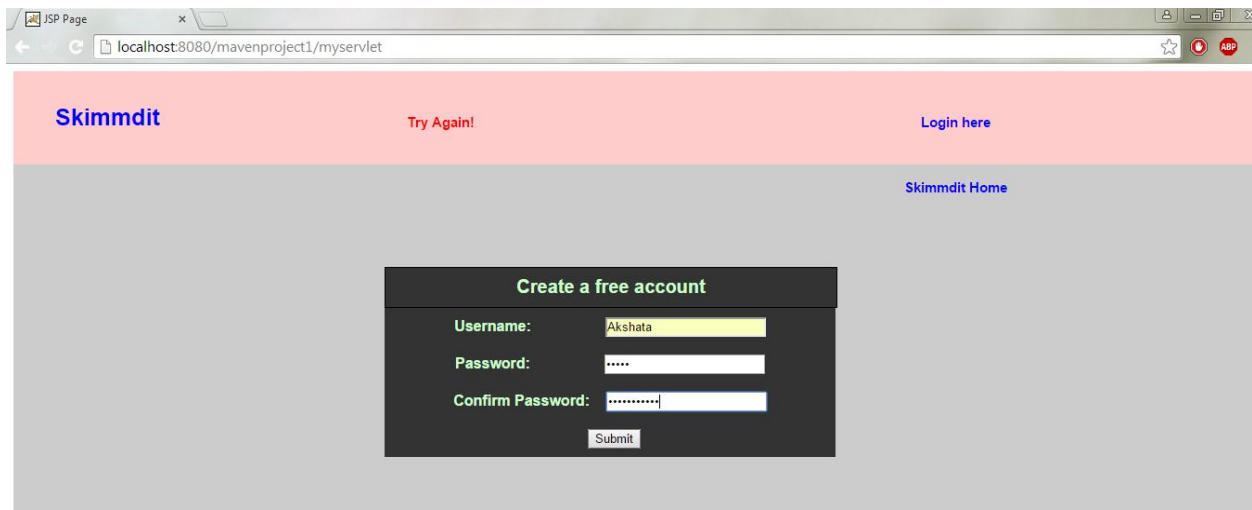 JSP Page
localhost:8080/mavenproject1/myservlet
ABP
Skimmdit
Try Again!
Login here
Skimmdit Home
Create a free account
Username: Akshata
Password: •••••
Confirm Password: •••••••••••
Submit